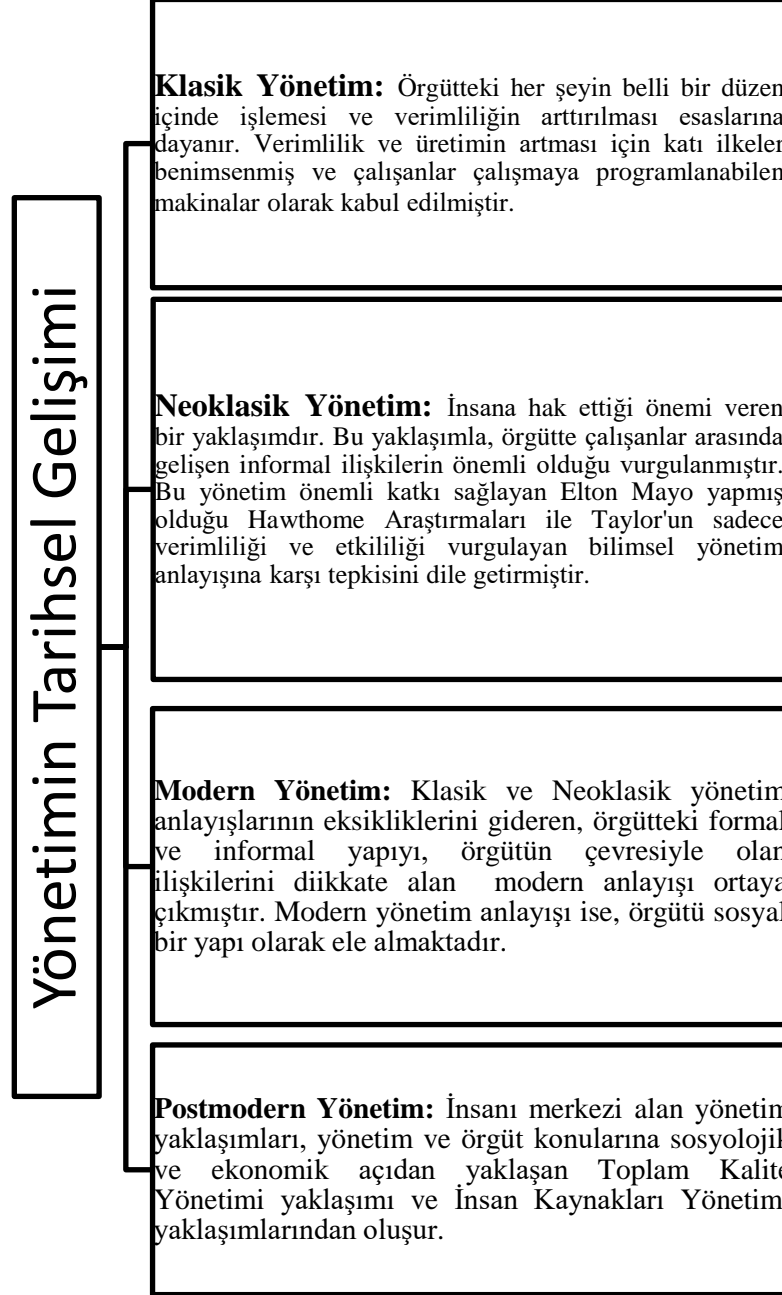 Yönetimin Tarihsel Gelişimi
Klasik Yönetim: Örgütteki her şeyin belli bir düzen
içinde işlemesi ve verimliliğin arttırılması esaslarına
dayanır. Verimlilik ve üretimin artması için katı ilkeler
benimsenmiş ve çalışanlar çalışmaya programlanabilen
makinalar olarak kabul edilmiştir.
Neoklasik Yönetim: İnsana hak ettiği önemi veren
bir yaklaşımdır. Bu yaklaşımla, örgütte çalışanlar arasında
gelişen informal ilişkilerin önemli olduğu vurgulanmıştır.
Bu yönetim önemli katkı sağlayan Elton Mayo yapmış
olduğu Hawthome Araştırmaları ile Taylor'un sadece
verimliliği ve etkililiği vurgulayan bilimsel yönetim
anlayışına karşı tepkisini dile getirmiştir.
Modern Yönetim: Klasik ve Neoklasik yönetim
anlayışlarının eksikliklerini gideren, örgütteki formal
ve informal yapıyı, örgütün çevresiyle olan
ilişkilerini diikkate alan modern anlayışı ortaya
çıkmıştır. Modern yönetim anlayışı ise, örgütü sosyal
bir yapı olarak ele almaktadır.
Postmodern Yönetim: İnsanı merkezi alan yönetim
yaklaşımları, yönetim ve örgüt konularına sosyolojik
ve ekonomik açıdan yaklaşan Toplam Kalite
Yönetimi yaklaşımı ve İnsan Kaynakları Yönetim
yaklaşımlarından oluşur.